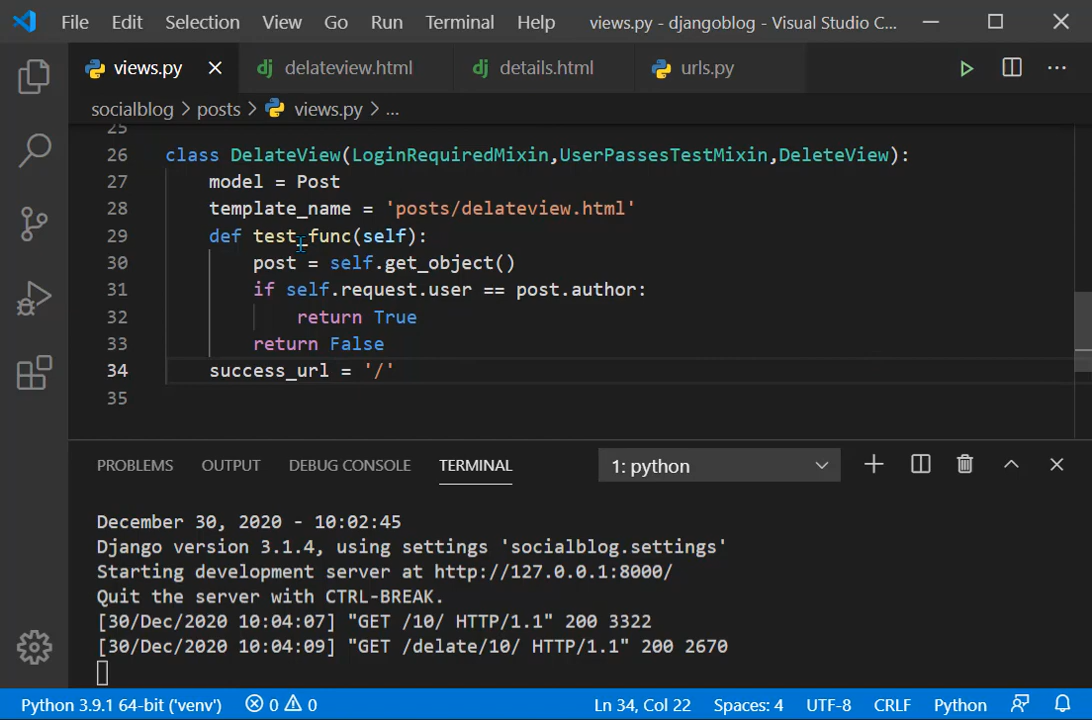 File Edit Selection View Go Run Terminal Help views.py - djangoblog - Visual Studio C...
views.py delateview.html details.html urls.py
socialblog > posts > views.py > ...
25
26 class DelateView(LoginRequiredMixin,UserPassesTestMixin,DeleteView):
27 model = Post
28 template_name = 'posts/delateview.html'
29 def test_func(self):
30 post = self.get_object()
31 if self.request.user == post.author:
32 return True
33 return False
34 success_url = '/'
35
PROBLEMS OUTPUT DEBUG CONSOLE TERMINAL 1: python
December 30, 2020 - 10:02:45
Django version 3.1.4, using settings 'socialblog.settings'
Starting development server at http://127.0.0.1:8000/
Quit the server with CTRL-BREAK.
[30/Dec/2020 10:04:07] "GET /10/ HTTP/1.1" 200 3322
[30/Dec/2020 10:04:09] "GET /delete/10/ HTTP/1.1" 200 2670
Python 3.9.1 64-bit ('venv') 0 0 Ln 34, Col 22 Spaces: 4 UTF-8 CRLF Python